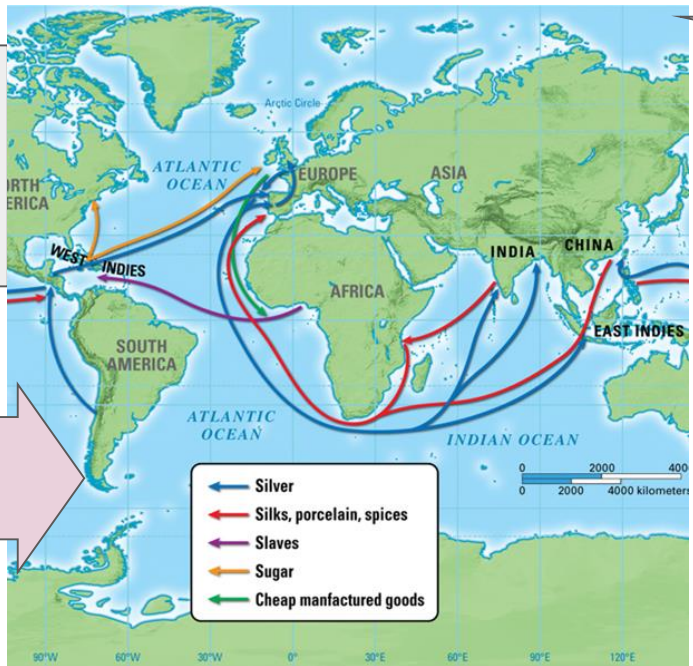 Arctic Circle
ATLANTIC
OCEAN
EUROPE
ASIA
ORTH
ERICA
WEST INDIES
INDIA
CHINA
AFRICA
EAST INDIES
SOUTH
AMERICA
ATLANTIC
OCEAN
INDIAN OCEAN
0 2000 400
0 2000 4000 kilometers
Silver
Silks, porcelain, spices
Slaves
Sugar
Cheap manfactured goods
90°W 60°W 30°W 0° 30°E 60°E 90°E 120°E